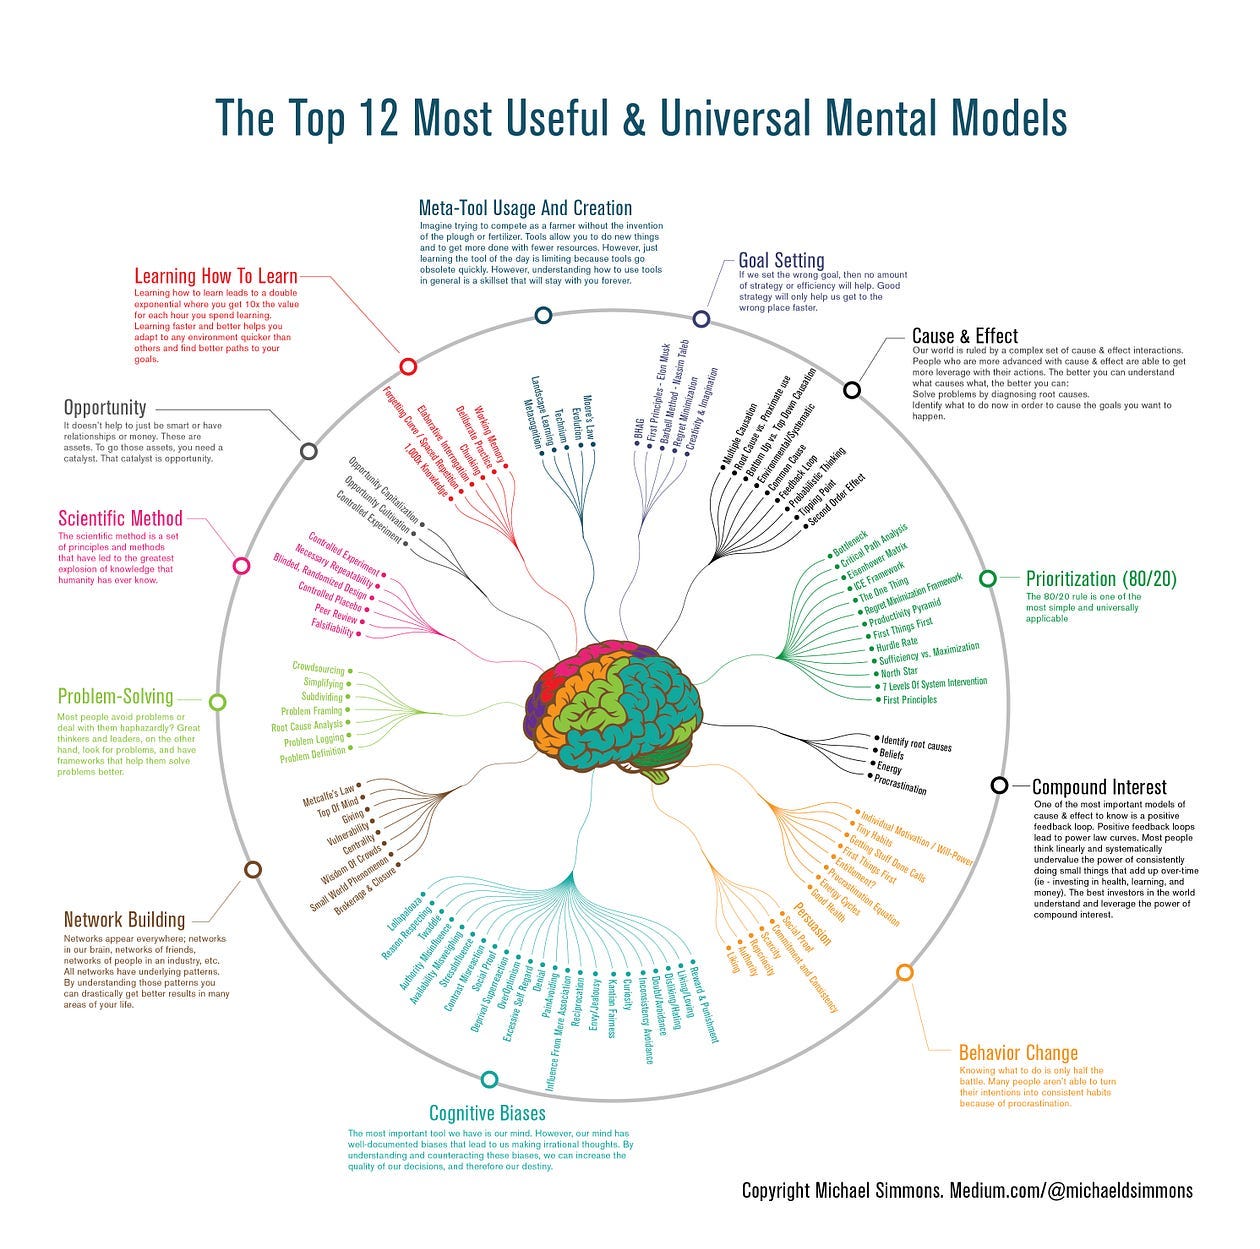 The Top 12 Most Useful & Universal Mental Models
Meta-Tool Usage And Creation
Imagine trying to compete as a farmer without the invention
of the plough or fertilizer. Tools allow you to do new things
and to get more done with fewer resources. However, just
learning the tool of the day is limiting because tools go
obsolete quickly. However, understanding how to use tools
in general is a skillset that will stay with you forever.
Metacognition
Landscape Learning
Technium
Evolution
Moore's Law
Goal Setting
If we set the wrong goal, then no amount
of strategy or efficiency will help. Good
strategy will only help us get to the
wrong place faster.
BHAG
First Principles - Elon Musk
Barbell Method - Nassim Taleb
Regret Minimization
Creativity & Imagination
Cause & Effect
Our world is ruled by a complex set of cause & effect interactions.
People who are more advanced with cause & effect are able to get
more leverage with their actions. The better you can understand
what causes what, the better you can:
Solve problems by diagnosing root causes.
Identify what to do now in order to cause the goals you want to
happen.
Multiple Causation
Root Cause vs. Proximate use
Bottom Up vs. Top Down Causation
Environmental/Systematic
Common Cause
Feedback Loop
Probabilistic Thinking
Tipping Point
Second Order Effect
Prioritization (80/20)
The 80/20 rule is one of the
most simple and universally
applicable
Bottleneck
Critical Path Analysis
Eisenhower Matrix
ICE Framework
The One Thing
Regret Minimization Framework
Productivity Pyramid
First Things First
Hurdle Rate
Sufficiency vs. Maximization
North Star
7 Levels Of System Intervention
First Principles
Compound Interest
One of the most important models of
cause & effect to know is a positive
feedback loop. Positive feedback loops
lead to power law curves. Most people
think linearly and systematically
undervalue the power of consistently
doing small things that add up over-time
(ie - investing in health, learning, and
money). The best investors in the world
understand and leverage the power of
compound interest.
Identify root causes
Beliefs
Energy
Procrastination
Behavior Change
Knowing what to do is only half the
battle. Many people aren't able to turn
their intentions into consistent habits
because of procrastination.
Individual Motivation / Will-Power
Tiny Habits
Getting Stuff Done Calls
First Things First
Entitlement?
Procrastination Equation
Energy Cycles
Good Health
Persuasion
Social Proof
Commitment and Consistency
Scarcity
Reprocity
Authority
Liking
Cognitive Biases
The most important tool we have is our mind. However, our mind has
well-documented biases that lead to us making irrational thoughts. By
understanding and counteracting these biases, we can increase the
quality of our decisions, and therefore our destiny.
Lollapalooza
Reason Respecting
Twaddle
Authority Misinfluence
Availability Misweighing
StressInfluence
Contrast Misreaction
Social Proof
Deprival Superreaction
OverOptimism
Excessive Self Regard
Denial
PainAvoiding
Influence From Mere Association
Reciprocation
Envy/Jealousy
Kantian Fairness
Curiosity
Inconsistency Avoidance
Doubt/Avoidance
Disliking/Hating
Liking/Loving
Reward & Punishment
Network Building
Networks appear everywhere; networks
in our brain, networks of friends,
networks of people in an industry, etc.
All networks have underlying patterns.
By understanding those patterns you
can drastically get better results in many
areas of your life.
Metcalfe's Law
Top Of Mind
Giving
Vulnerability
Centrality
Wisdom Of Crowds
Small World Phenomenon
Brokerage & Closure
Problem-Solving
Most people avoid problems or
deal with them haphazardly? Great
thinkers and leaders, on the other
hand, look for problems, and have
frameworks that help them solve
problems better.
Crowdsourcing
Simplifying
Subdividing
Problem Framing
Root Cause Analysis
Problem Logging
Problem Definition
Scientific Method
The scientific method is a set
of principles and methods
that have led to the greatest
explosion of knowledge that
humanity has ever know.
Controlled Experiment
Necessary Repeatability
Blinded, Randomized Design
Controlled Placebo
Peer Review
Falsifiability
Opportunity
It doesn't help to just be smart or have
relationships or money. These are
assets. To go those assets, you need a
catalyst. That catalyst is opportunity.
Opportunity Capitalization
Opportunity Cultivation
Controlled Experiment
Learning How To Learn
Learning how to learn leads to a double
exponential where you get 10x the value
for each hour you spend learning.
Learning faster and better helps you
adapt to any environment quicker than
others and find better paths to your
goals.
Working Memory
Deliberate Practice
Chunking
Elaborative Interrogation
Forgetting Curve / Spaced Repetition
1,000x Knowledge
Copyright Michael Simmons. Medium.com/@michaeldsimmons